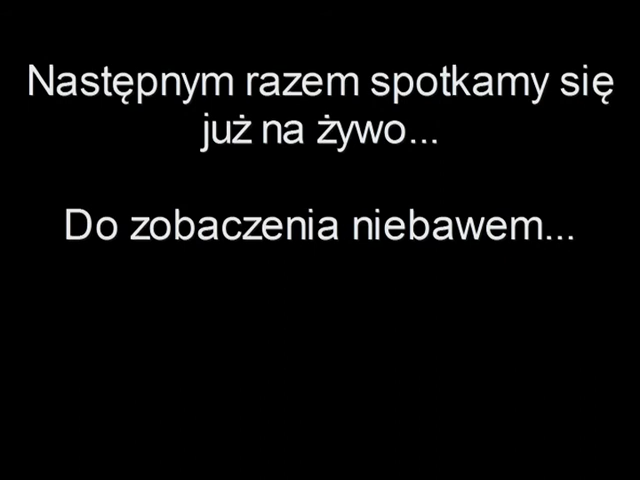 Następnym razem spotkamy się
już na żywo...
Do zobaczenia niebawem...